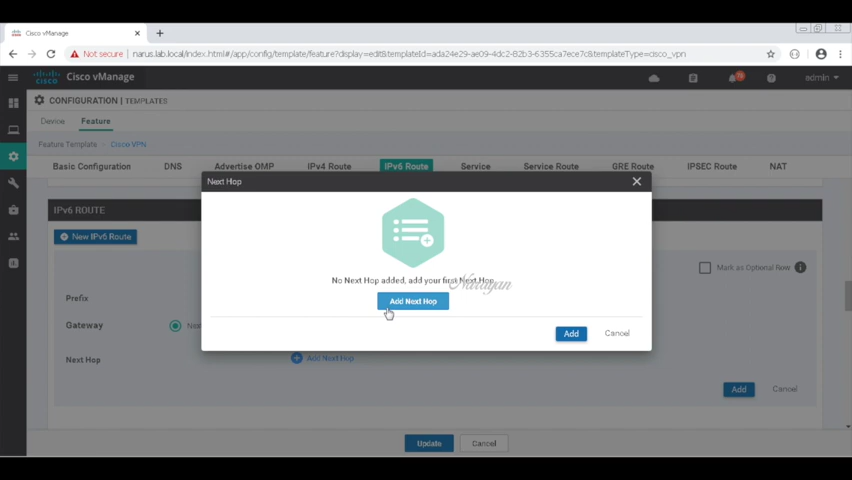 Cisco vManage
Not secure
narus.lab.local/index.html#/app/config/template/feature?display=edit&templateId=ada24e29-ae09-4dc2-82b3-6355ca7ece7c&templateType=cisco_vpn
CISCO
Cisco vManage
admin
CONFIGURATION | TEMPLATES
Device
Feature
Feature Template > Cisco VPN
Basic Configuration
DNS
Advertise OMP
IPv4 Route
IPv6 Route
Service
Service Route
GRE Route
IPSEC Route
NAT
Next Hop
IPv6 ROUTE
New IPv6 Route
No Next Hop added, add your first Next Hop
Narayan
Mark as Optional Row
Add Next Hop
Prefix
Gateway
Next Hop
Add
Cancel
Add Next Hop
Add
Cancel
Update
Cancel